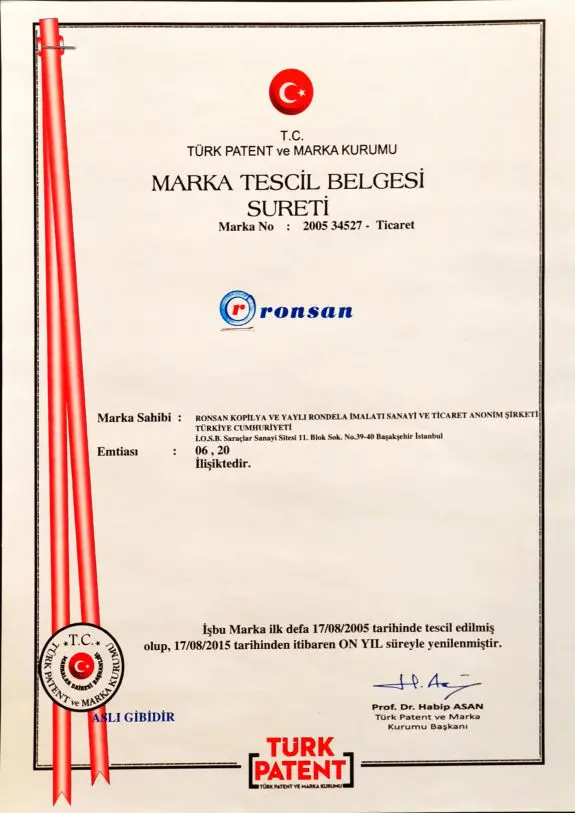 T.C.
TÜRK PATENT ve MARKA KURUMU
MARKA TESCİL BELGESİ
SURETİ
Marka No : 2005 34527 - Ticaret
r ronsan
Marka Sahibi : RONSAN KOPİLYA VE YAYLI RONDELA İMALATI SANAYİ VE TİCARET ANONİM ŞİRKETİ
TÜRKİYE CUMHURİYETİ
İ.O.S.B. Saraçlar Sanayi Sitesi 11. Blok Sok. No.39-40 Başakşehir İstanbul
Emtiası : 06 , 20
İlişiktedir.
İşbu Marka ilk defa 17/08/2005 tarihinde tescil edilmiş
olup, 17/08/2015 tarihinden itibaren ON YIL süreyle yenilenmiştir.
T.C.
TÜRK PATENT ve MARKA KURUMU
MARKALAR DAİRESİ BAŞKANLIĞI
ASLI GİBİDİR
Prof. Dr. Habip ASAN
Türk Patent ve Marka
Kurumu Başkanı
TÜRK
PATENT
TÜRK PATENT VE MARKA KURUMU